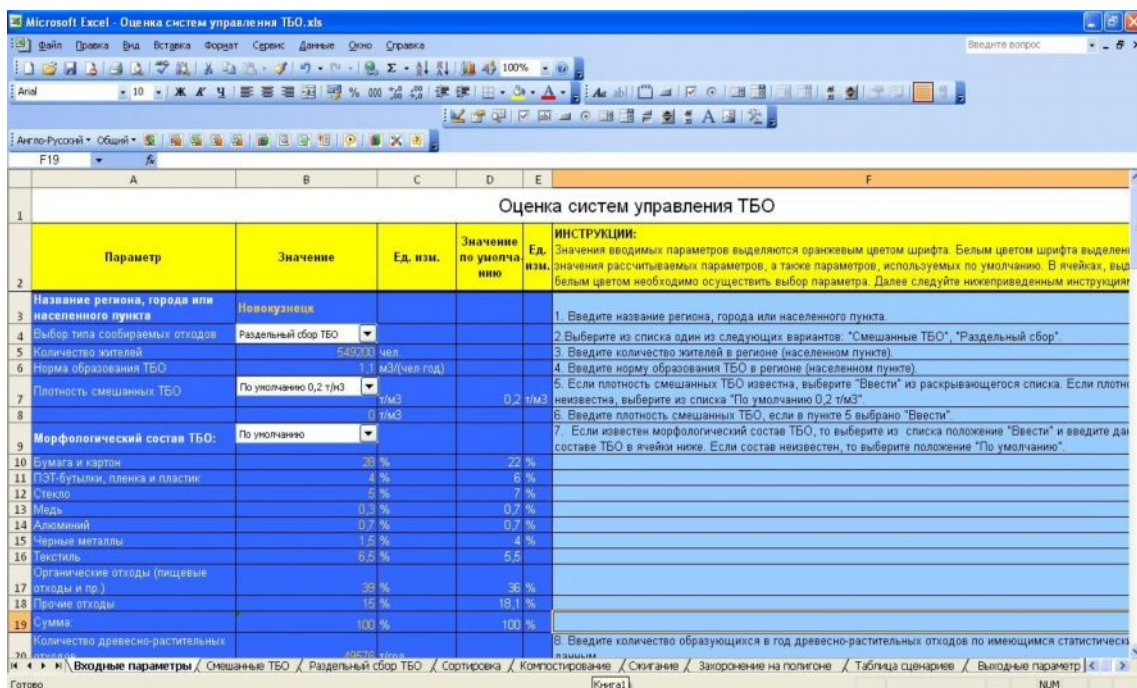 Microsoft Excel - Оценка систем управления ТБО.xls
Файл Правка Вид Вставка Формат Сервис Данные Окно Справка Введите вопрос
100%
Arial 10 Ж К Ч % 000
Англо-Русский Общий
F19 fx
A B C D E F
1 Оценка систем управления ТБО
2 Параметр Значение Ед. изм. Значение по умолча-нию Ед. изм.
ИНСТРУКЦИИ:
Значения вводимых параметров выделяются оранжевым цветом шрифта. Белым цветом шрифта выделен
значения рассчитываемых параметров, а также параметров, используемых по умолчанию. В ячейках, выд
белым цветом необходимо осуществить выбор параметра. Далее следуйте нижеприведенным инструкциям
3 Название региона, города или населенного пункта Новокузнецк 1. Введите название региона, города или населенного пункта.
4 Выбор типа сообираемых отходов Раздельный сбор ТБО 2.Выберите из списка один из следующих вариантов: "Смешанные ТБО", "Раздельный сбор".
5 Количество жителей 549200 чел. 3. Введите количество жителей в регионе (населенном пункте).
6 Норма образования ТБО 1,1 м3/(чел год) 4. Введите норму образования ТБО в регионе (населенном пункте).
7 Плотность смешанных ТБО По умолчанию 0,2 т/м3 т/м3 0,2 т/м3 5. Если плотность смешанных ТБО известна, выберите "Ввести" из раскрывающегося списка. Если плотно
неизвестна, выберите из списка "По умолчанию 0,2 т/м3".
8 0 т/м3 6. Введите плотность смешанных ТБО, если в пункте 5 выбрано "Ввести".
9 Морфологический состав ТБО: По умолчанию 7. Если известен морфологический состав ТБО, то выберите из списка положение "Ввести" и введите дан
составе ТБО в ячейки ниже. Если состав неизвестен, то выберите положение "По умолчанию".
10 Бумага и картон 28 % 22 %
11 ПЭТ-бутылки, пленка и пластик 4 % 6 %
12 Стекло 5 % 7 %
13 Медь 0,3 % 0,7 %
14 Алюминий 0,7 % 0,7 %
15 Черные металлы 1,5 % 4 %
16 Текстиль 6,5 % 5,5
17 Органические отходы (пищевые отходы и пр.) 39 % 36 %
18 Прочие отходы 15 % 18,1 %
19 Сумма: 100 % 100 %
20 Количество древесно-растительных отходов 49576 т/год 8. Введите количество образующихся в год древесно-растительных отходов по имеющимся статистически
данным.
Входные параметры Смешанные ТБО Раздельный сбор ТБО Сортировка Компостирование Сжигание Захоронение на полигоне Таблица сценариев Выходные параметр
Готово Книга1 NUM